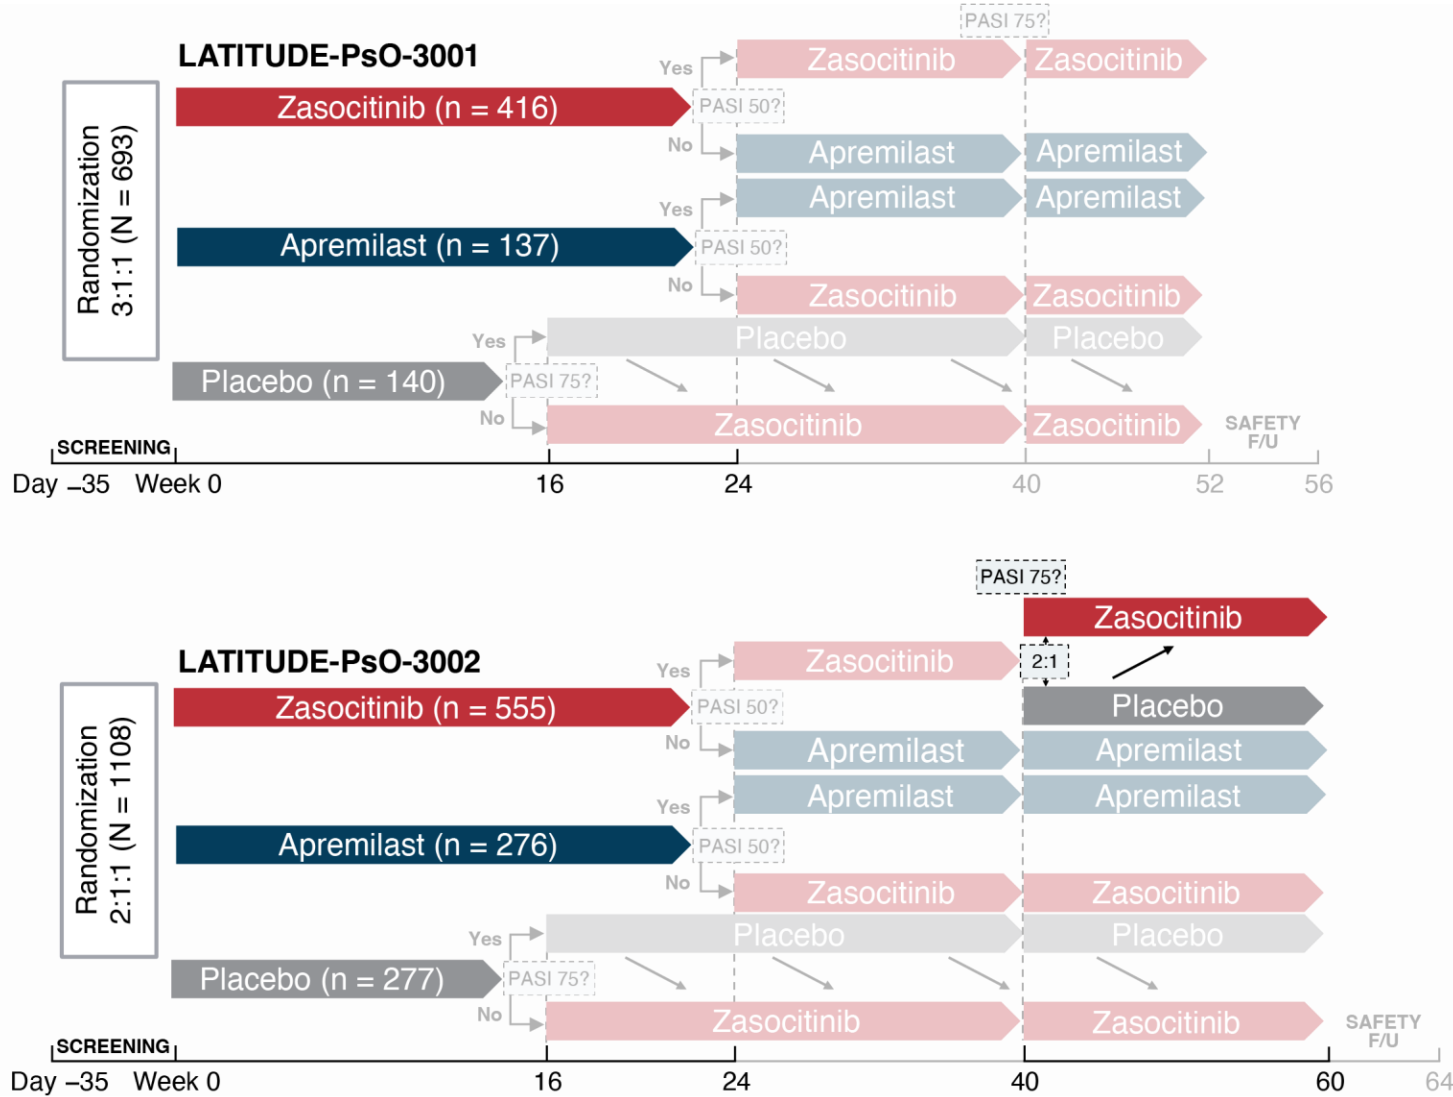 PASI 75?
LATITUDE-PsO-3001
Yes
Zasocitinib
Zasocitinib
Randomization
3:1:1 (N = 693)
Zasocitinib (n = 416)
PASI 50?
No
Apremilast
Apremilast
Yes
Apremilast
Apremilast
Apremilast (n = 137)
PASI 50?
No
Zasocitinib
Zasocitinib
Yes
Placebo
Placebo
Placebo (n = 140)
PASI 75?
No
Zasocitinib
Zasocitinib
SAFETY
F/U
SCREENING
Day –35
Week 0
16
24
40
52
56
PASI 75?
Zasocitinib
LATITUDE-PsO-3002
Yes
Zasocitinib
2:1
Randomization
2:1:1 (N = 1108)
Zasocitinib (n = 555)
PASI 50?
Placebo
No
Apremilast
Apremilast
Yes
Apremilast
Apremilast
Apremilast (n = 276)
PASI 50?
No
Zasocitinib
Zasocitinib
Yes
Placebo
Placebo
Placebo (n = 277)
PASI 75?
No
Zasocitinib
Zasocitinib
SAFETY
F/U
SCREENING
Day –35
Week 0
16
24
40
60
64